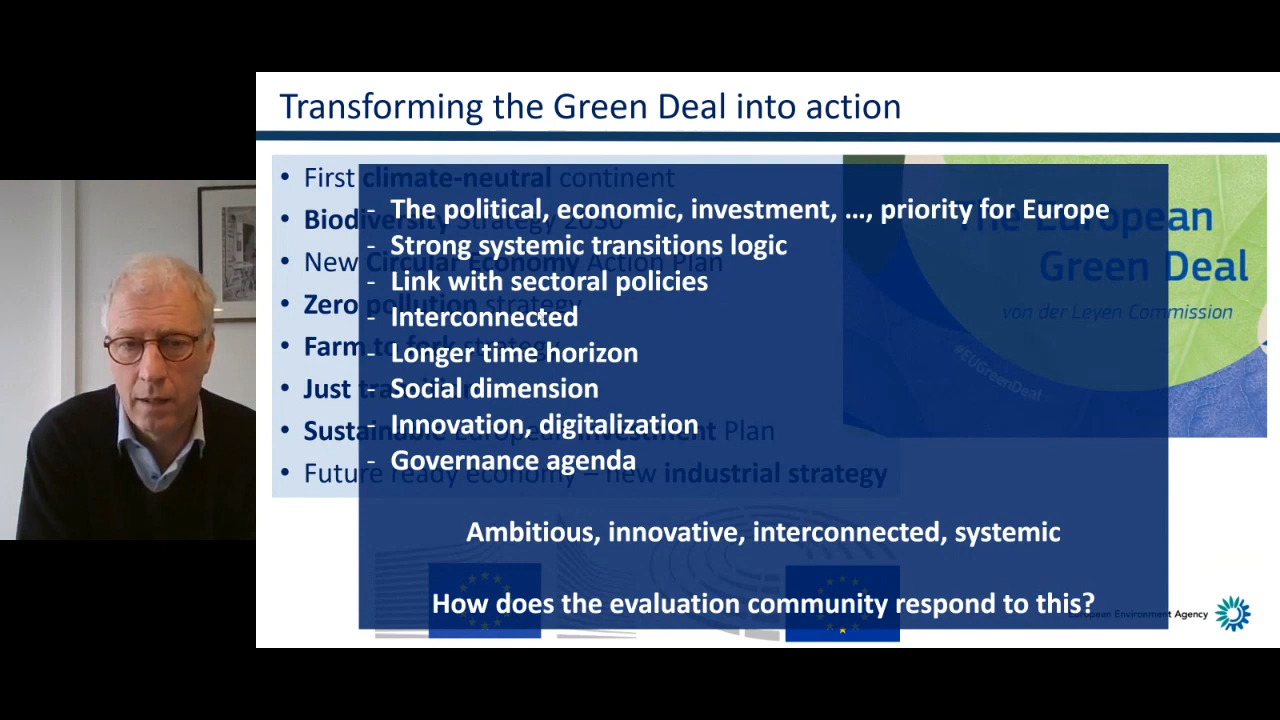 Transforming the Green Deal into action
• First climate-neutral continent
• Biodiversity Strategy 2030
• New Circular Economy Action Plan
• Zero pollution strategy
• Farm to fork strategy
• Just transition
• Sustainable European Investment Plan
• Future ready economy – new industrial strategy
- The political, economic, investment, ..., priority for Europe
- Strong systemic transitions logic
- Link with sectoral policies
- Interconnected
- Longer time horizon
- Social dimension
- Innovation, digitalization
- Governance agenda
Ambitious, innovative, interconnected, systemic
How does the evaluation community respond to this?
The European
Green Deal
von der Leyen Commission
#EUGreenDeal
European Environment Agency